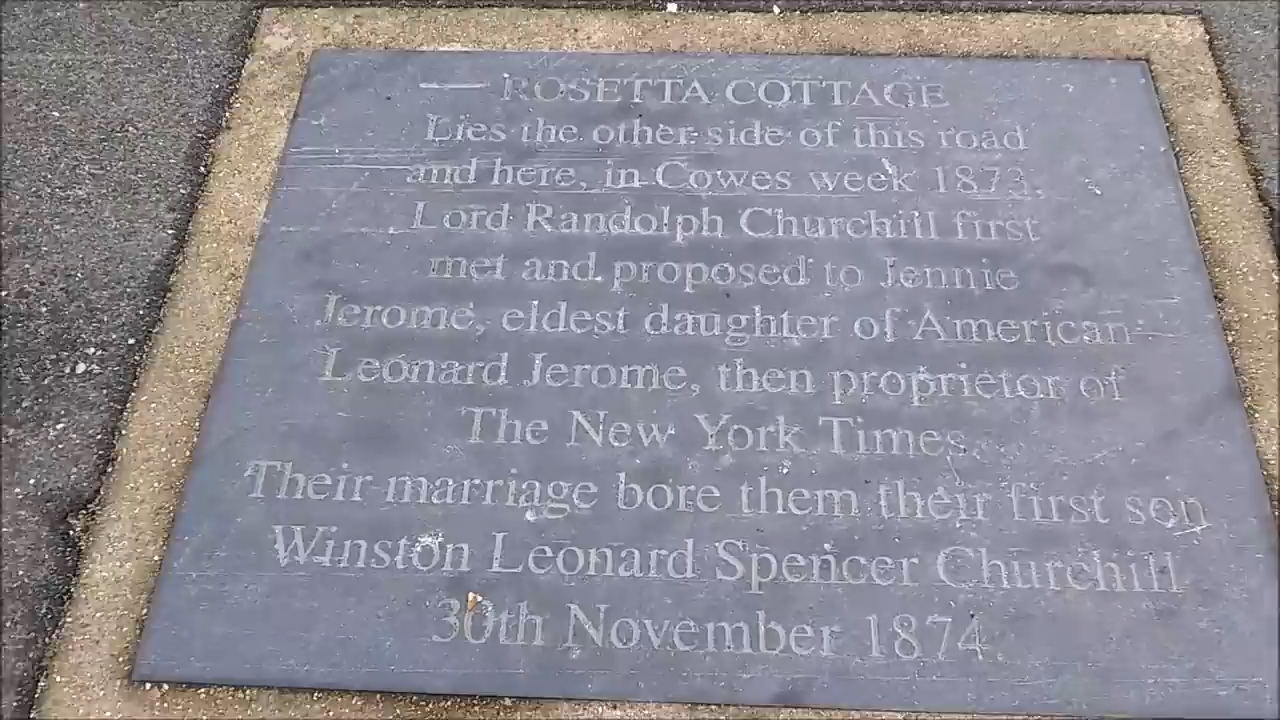 ROSETTA COTTAGE
Lies the other side of this road
and here, in Cowes week 1873.
Lord Randolph Churchill first
met and proposed to Jennie
Jerome, eldest daughter of American
Leonard Jerome, then proprietor of
The New York Times.
Their marriage bore them their first son
Winston Leonard Spencer Churchill
30th November 1874.